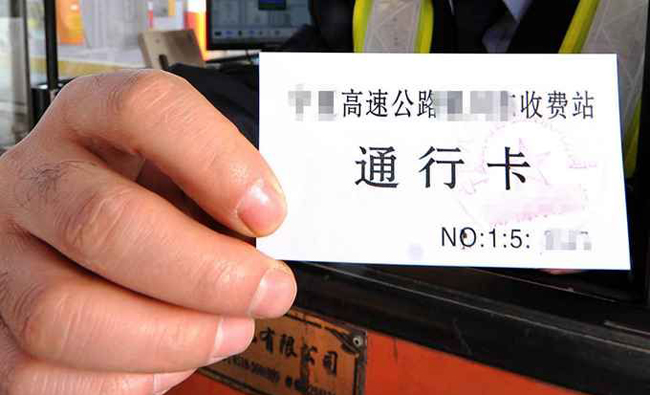 高速公路 收费站
通行卡
NO:1:5:
有限公司